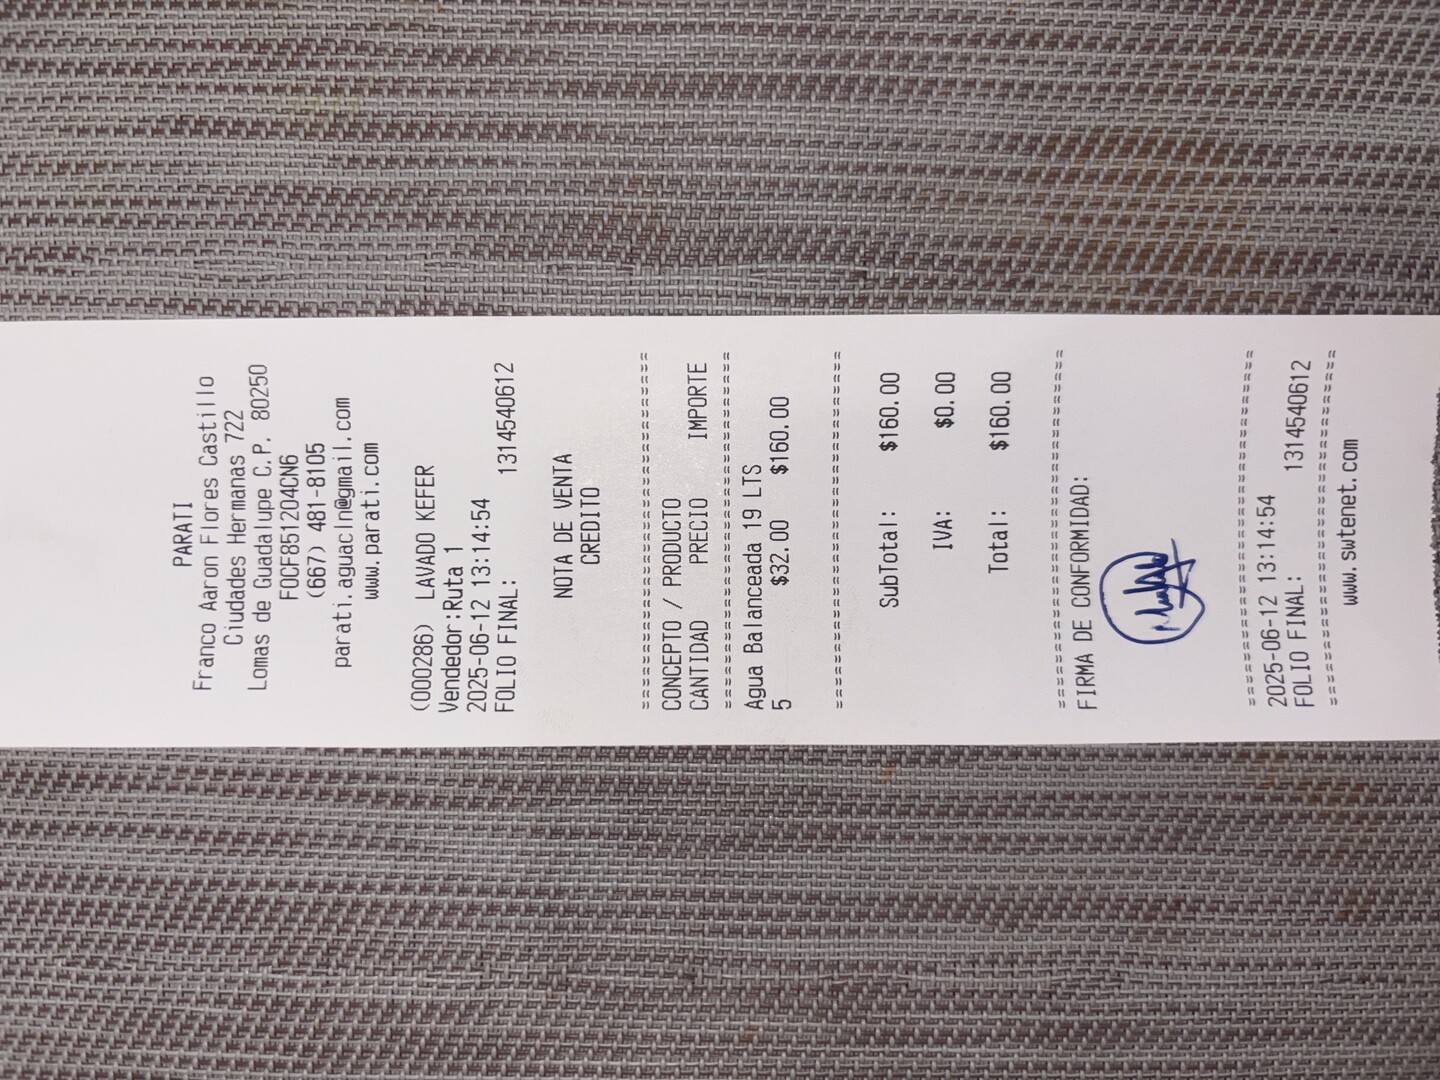 PARATI
Franco Aaron Flores Castillo
Ciudades Hermanas 722
Lomas de Guadalupe C.P. 80250
FOCF851204CN6
(667) 481-8105
parati.aguacln@gmail.com
www.parati.com
(000286) LAVADO KEFER
Vendedor:Ruta 1
2025-06-12 13:14:54
FOLIO FINAL: 1314540612
NOTA DE VENTA
CREDITO
================================
CONCEPTO / PRODUCTO
CANTIDAD PRECIO IMPORTE
================================
Agua Balanceada 19 LTS
5 $32.00 $160.00
================================
SubTotal: $160.00
IVA: $0.00
Total: $160.00
================================
FIRMA DE CONFORMIDAD:
================================
2025-06-12 13:14:54
FOLIO FINAL: 1314540612
================================
www.swtenet.com